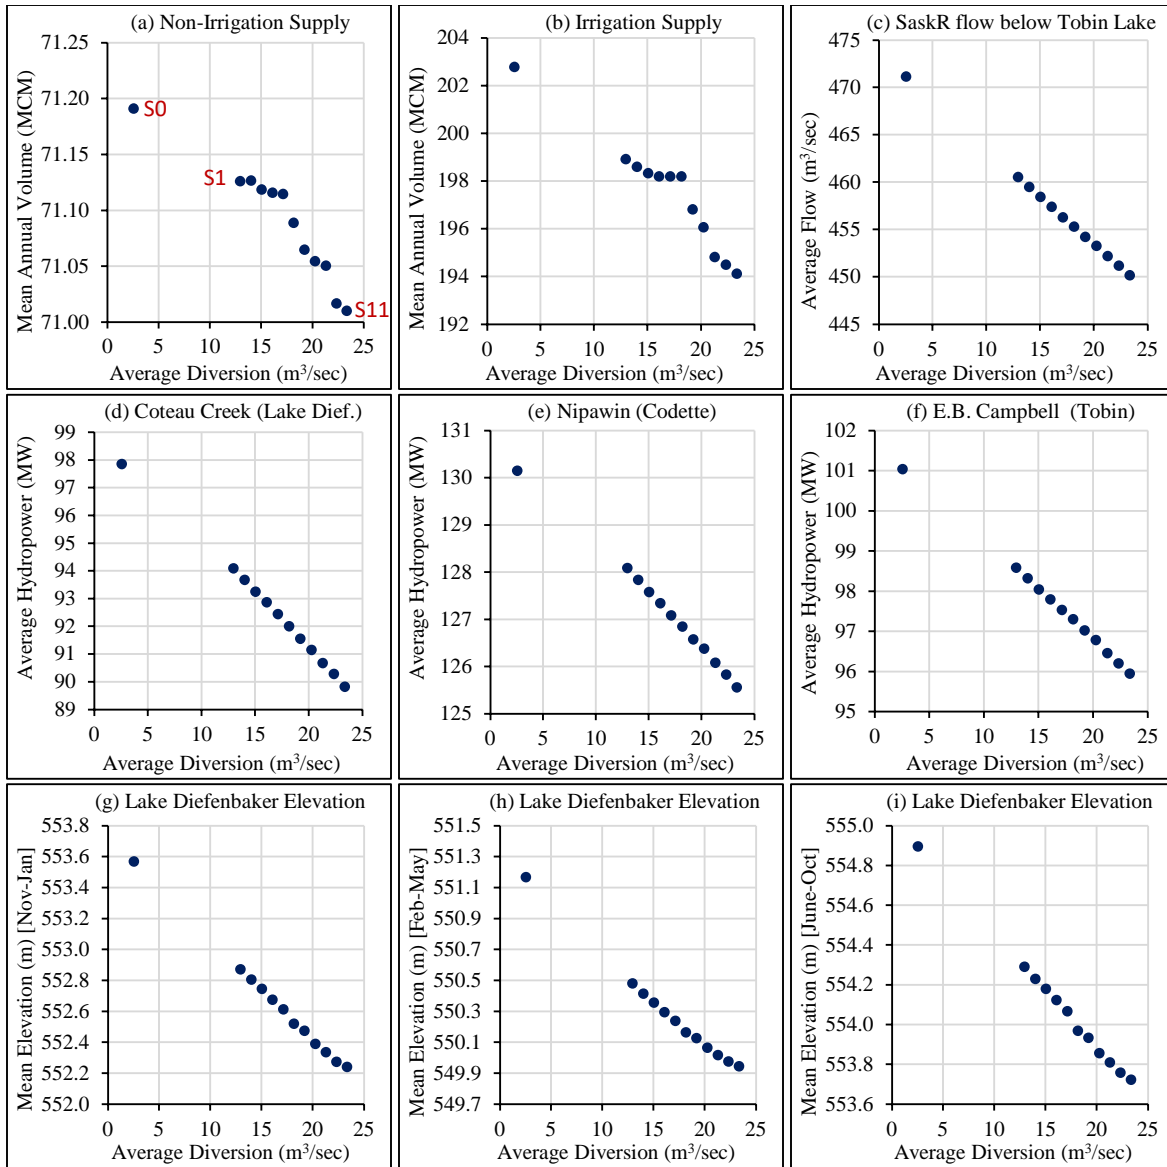 (a) Non-Irrigation Supply
Mean Annual Volume (MCM)
71.25
71.20
71.15
71.10
71.05
71.00
S0
S1
S11
0 5 10 15 20 25
Average Diversion (m³/sec)
(b) Irrigation Supply
Mean Annual Volume (MCM)
204
202
200
198
196
194
192
0 5 10 15 20 25
Average Diversion (m³/sec)
(c) SaskR flow below Tobin Lake
Average Flow (m³/sec)
475
470
465
460
455
450
445
0 5 10 15 20 25
Average Diversion (m³/sec)
(d) Coteau Creek (Lake Dief.)
Average Hydropower (MW)
99
98
97
96
95
94
93
92
91
90
89
0 5 10 15 20 25
Average Diversion (m³/sec)
(e) Nipawin (Codette)
Average Hydropower (MW)
131
130
129
128
127
126
125
0 5 10 15 20 25
Average Diversion (m³/sec)
(f) E.B. Campbell (Tobin)
Average Hydropower (MW)
102
101
100
99
98
97
96
95
0 5 10 15 20 25
Average Diversion (m³/sec)
(g) Lake Diefenbaker Elevation
Mean Elevation (m) [Nov-Jan]
553.8
553.6
553.4
553.2
553.0
552.8
552.6
552.4
552.2
552.0
0 5 10 15 20 25
Average Diversion (m³/sec)
(h) Lake Diefenbaker Elevation
Mean Elevation (m) [Feb-May]
551.5
551.3
551.1
550.9
550.7
550.5
550.3
550.1
549.9
549.7
0 5 10 15 20 25
Average Diversion (m³/sec)
(i) Lake Diefenbaker Elevation
Mean Elevation (m) [June-Oct]
555.0
554.8
554.6
554.4
554.2
554.0
553.8
553.6
0 5 10 15 20 25
Average Diversion (m³/sec)